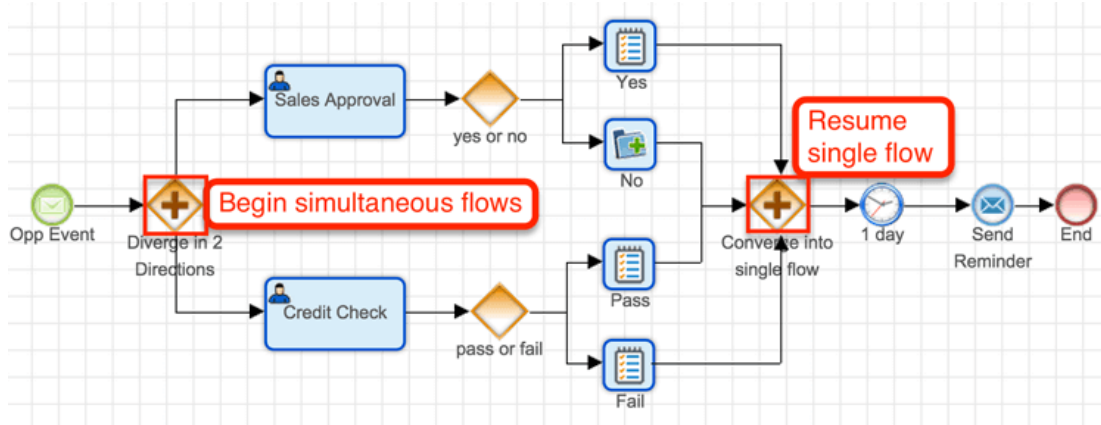 Opp Event
Diverge in 2
Directions
Begin simultaneous flows
Sales Approval
yes or no
Yes
No
Credit Check
pass or fail
Pass
Fail
Resume
single flow
Converge into
single flow
1 day
Send
Reminder
End